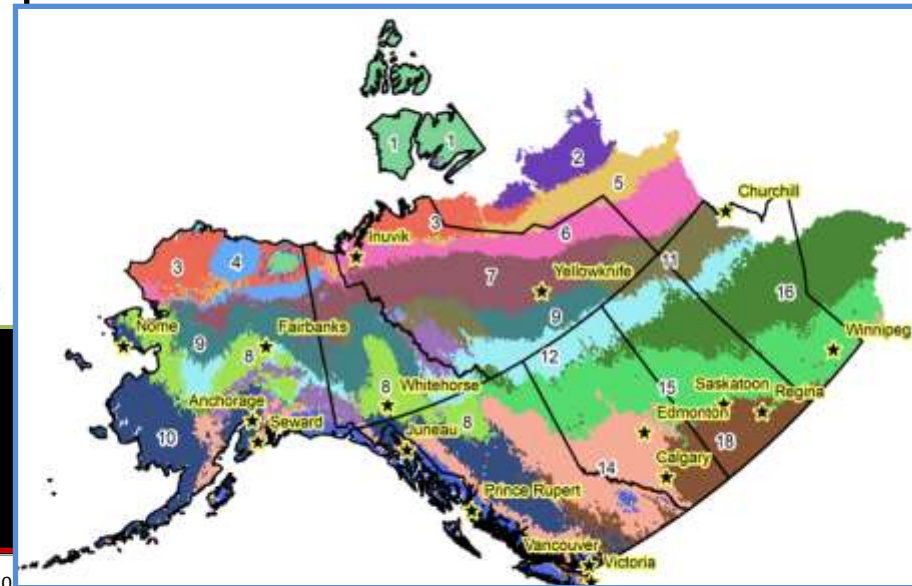 1
1
2
5
Churchill
3
6
Inuvik
3
4
11
7
Yellowknife
16
9
Nome
Fairbanks
9
12
Winnipeg
8
8
Whitehorse
15
Saskatoon
Regina
Anchorage
8
Edmonton
Seward
Juneau
10
18
Calgary
14
Prince Rupert
Vancouver
Victoria
0